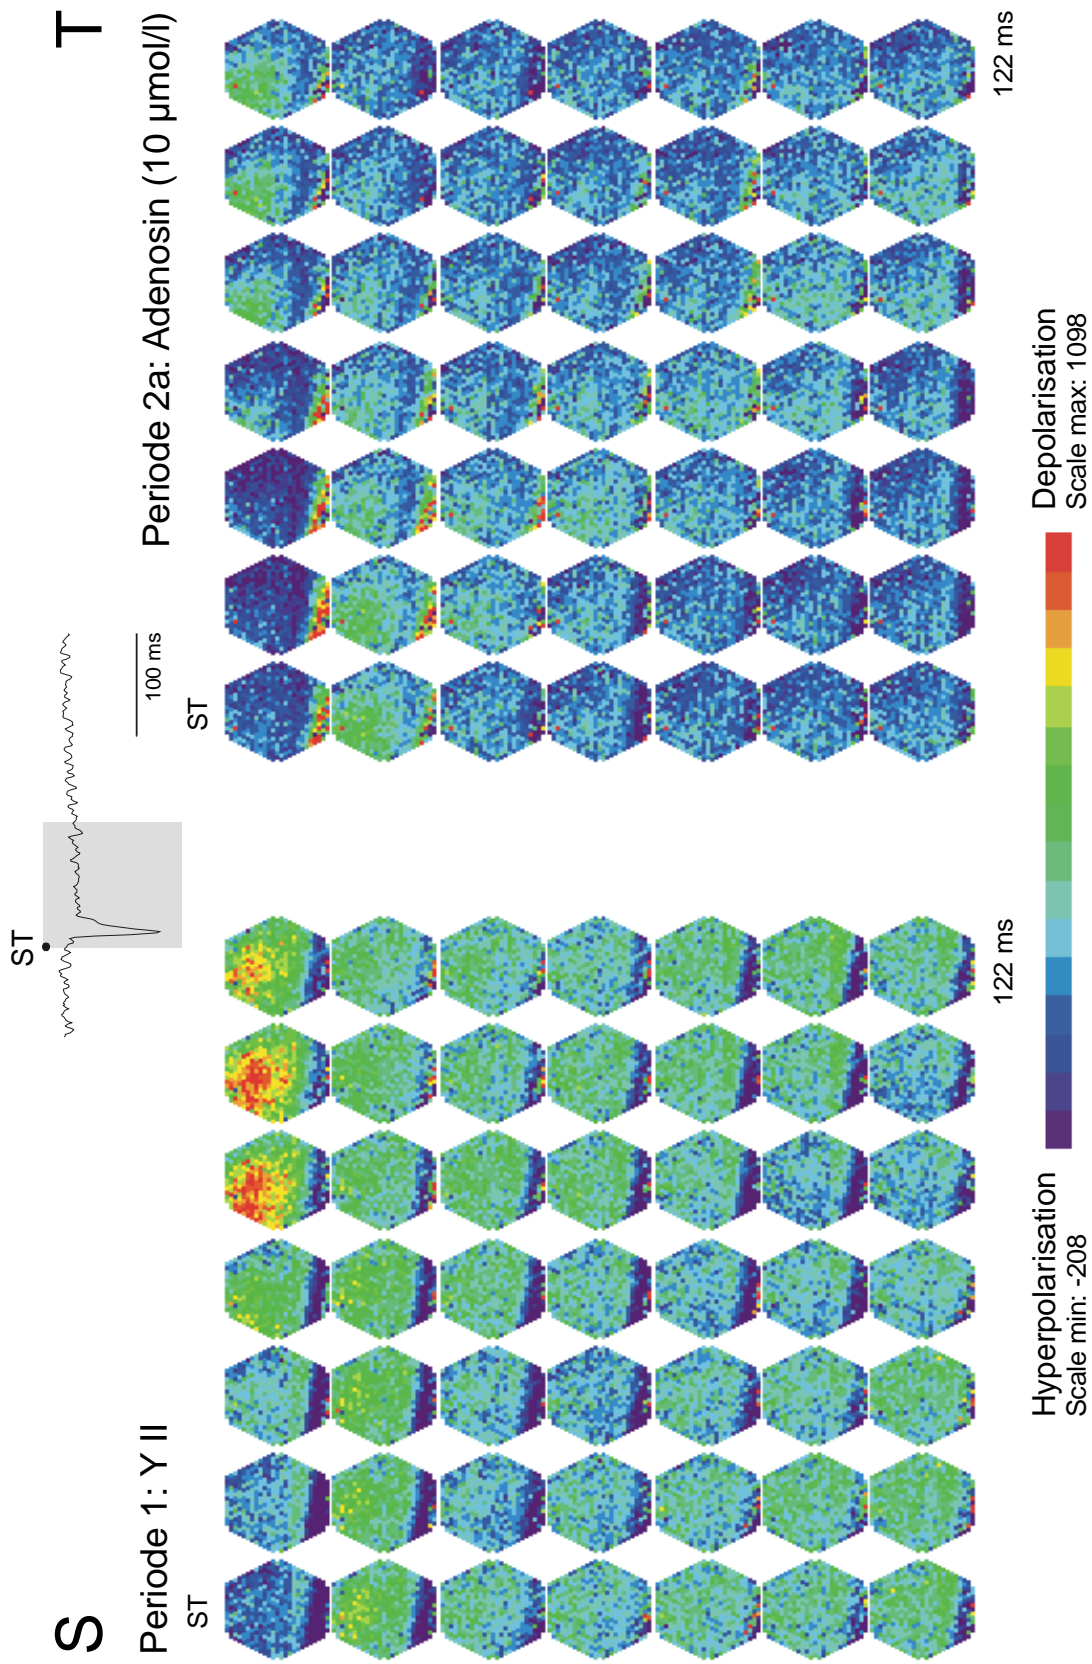 S
Periode 1: Y II
ST
122 ms
ST
100 ms
T
Periode 2a: Adenosin (10 µmol/l)
ST
122 ms
Hyperpolarisation
Scale min: -208
Depolarisation
Scale max: 1098